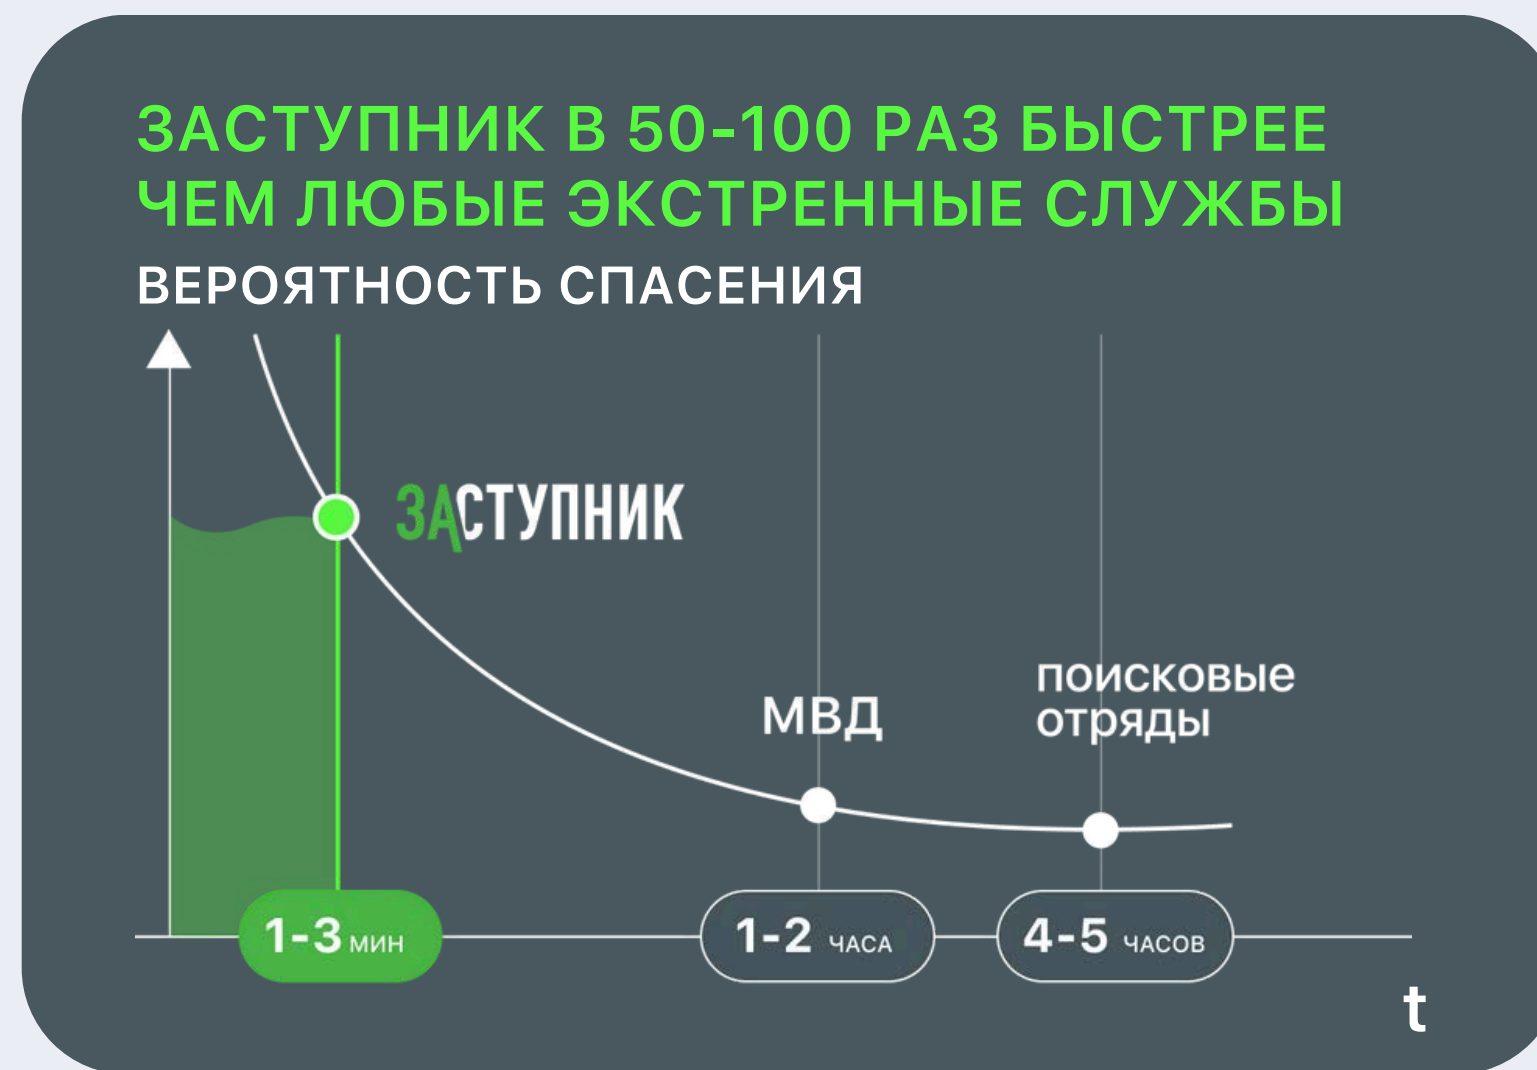 ЗАСТУПНИК В 50-100 РАЗ БЫСТРЕЕ
ЧЕМ ЛЮБЫЕ ЭКСТРЕННЫЕ СЛУЖБЫ
ВЕРОЯТНОСТЬ СПАСЕНИЯ
ЗАСТУПНИК
МВД
поисковые
отряды
1-3 мин
1-2 часа
4-5 часов
t